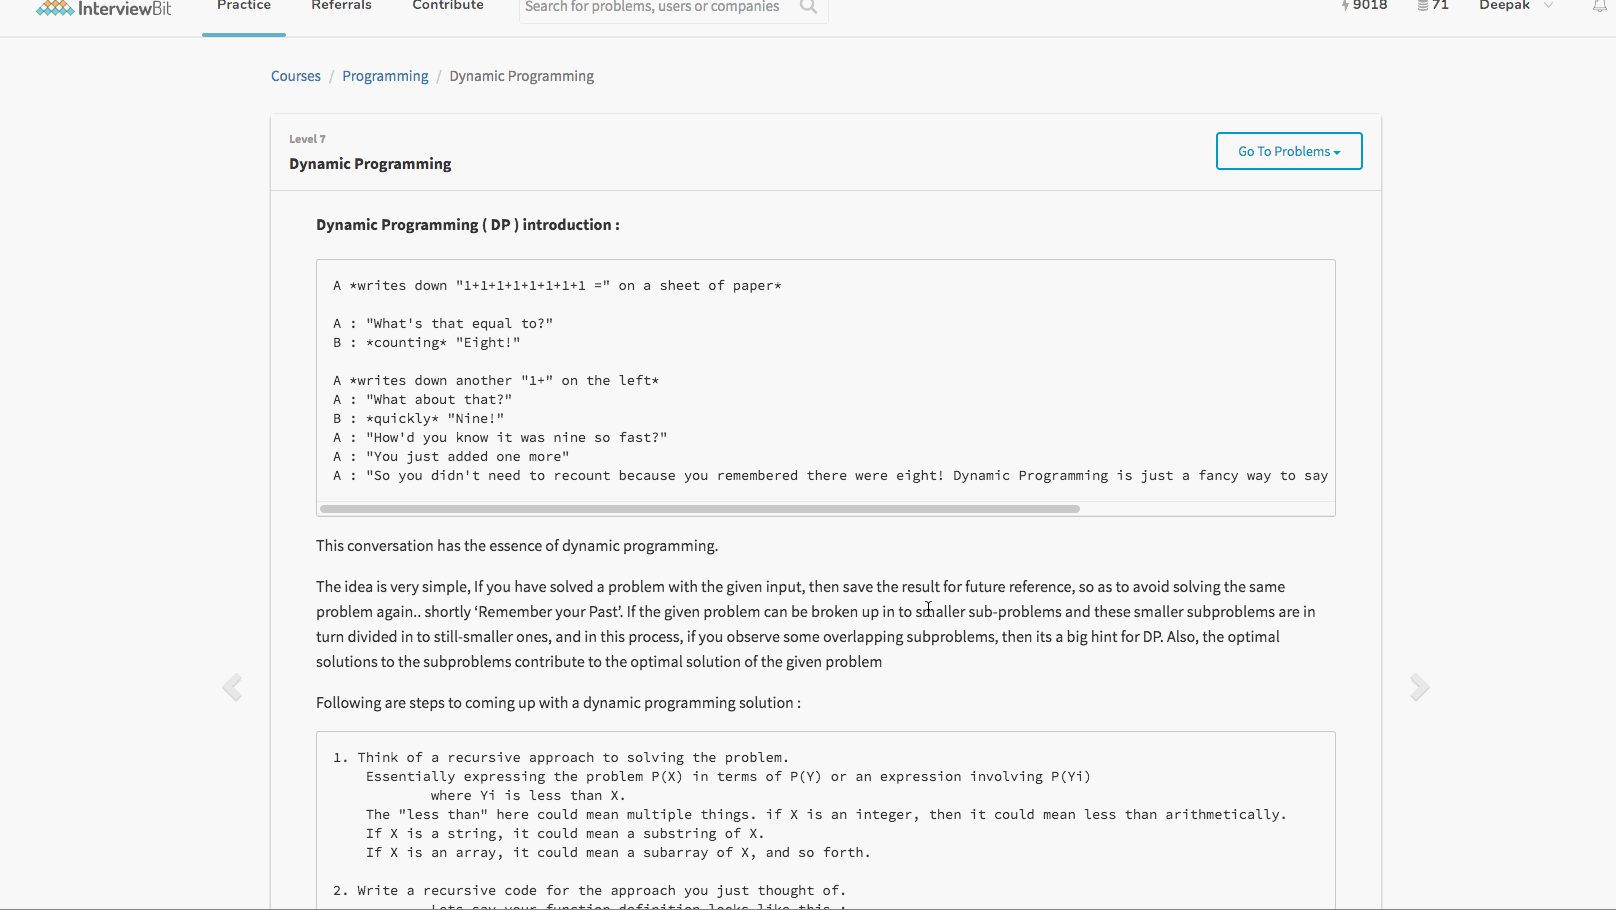 InterviewBit Practice Referrals Contribute Search for problems, users or companies 9018 71 Deepak
Courses / Programming / Dynamic Programming
Level 7
Dynamic Programming
Go To Problems
Dynamic Programming ( DP ) introduction :
A *writes down "1+1+1+1+1+1+1+1 =" on a sheet of paper*
A : "What's that equal to?"
B : *counting* "Eight!"
A *writes down another "1+" on the left*
A : "What about that?"
B : *quickly* "Nine!"
A : "How'd you know it was nine so fast?"
A : "You just added one more"
A : "So you didn't need to recount because you remembered there were eight! Dynamic Programming is just a fancy way to say
This conversation has the essence of dynamic programming.
The idea is very simple, If you have solved a problem with the given input, then save the result for future reference, so as to avoid solving the same
problem again.. shortly ‘Remember your Past’. If the given problem can be broken up in to smaller sub-problems and these smaller subproblems are in
turn divided in to still-smaller ones, and in this process, if you observe some overlapping subproblems, then its a big hint for DP. Also, the optimal
solutions to the subproblems contribute to the optimal solution of the given problem
Following are steps to coming up with a dynamic programming solution :
1. Think of a recursive approach to solving the problem.
Essentially expressing the problem P(X) in terms of P(Y) or an expression involving P(Yi)
where Yi is less than X.
The "less than" here could mean multiple things. if X is an integer, then it could mean less than arithmetically.
If X is a string, it could mean a substring of X.
If X is an array, it could mean a subarray of X, and so forth.
2. Write a recursive code for the approach you just thought of.
Lets say your function definition looks like this :